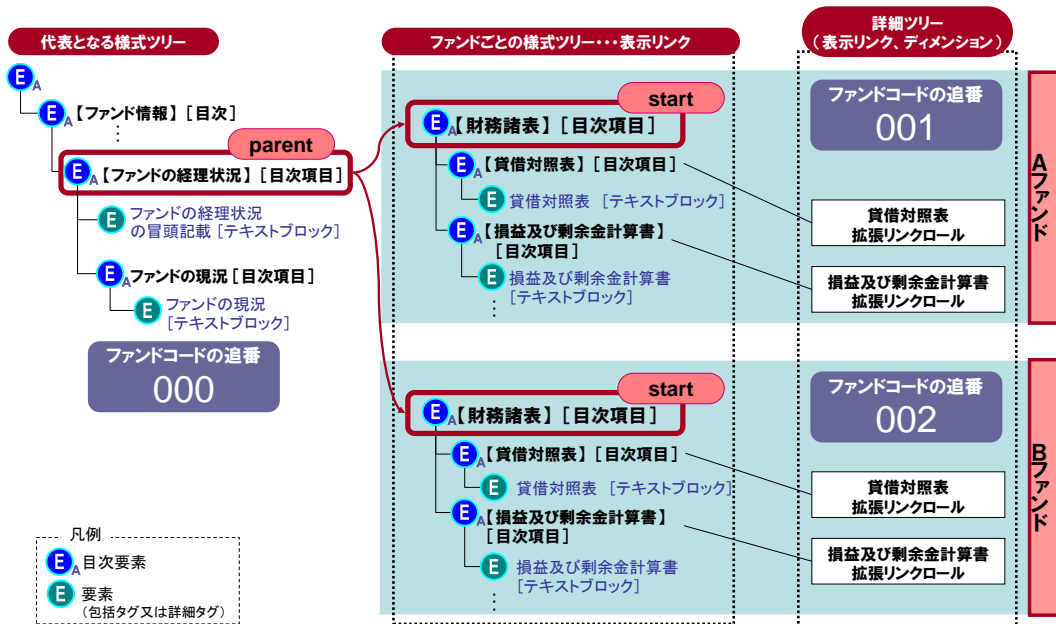 代表となる様式ツリー
E A
E A 【ファンド情報】［目次］
⋮
parent
E A 【ファンドの経理状況】［目次項目］
E ファンドの経理状況
の冒頭記載［テキストブロック］
E A ファンドの現況［目次項目］
E ファンドの現況
［テキストブロック］
ファンドコードの追番
000
凡例
E A 目次要素
E 要素
（包括タグ又は詳細タグ）
ファンドごとの様式ツリー・・・表示リンク
start
E A 【財務諸表】［目次項目］
E A 【貸借対照表】［目次項目］
E 貸借対照表 ［テキストブロック］
E A 【損益及び剰余金計算書】
［目次項目］
E 損益及び剰余金計算書
［テキストブロック］
⋮
start
E A 【財務諸表】［目次項目］
E A 【貸借対照表】［目次項目］
E 貸借対照表 ［テキストブロック］
E A 【損益及び剰余金計算書】
［目次項目］
E 損益及び剰余金計算書
［テキストブロック］
⋮
詳細ツリー
（表示リンク、ディメンション）
ファンドコードの追番
001
貸借対照表
拡張リンクロール
損益及び剰余金計算書
拡張リンクロール
Aファンド
ファンドコードの追番
002
貸借対照表
拡張リンクロール
損益及び剰余金計算書
拡張リンクロール
Bファンド